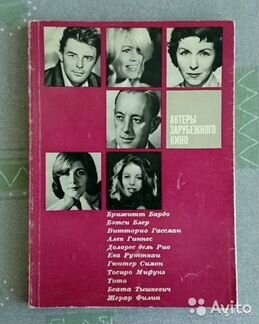 АКТЕРЫ
ЗАРУБЕЖНОГО
КИНО
Брижитт Бардо
Бэтси Блер
Витторио Гассман
Алек Гиннес
Долорес дель Рио
Ева Рутткаи
Гюнтер Симон
Тосиро Мифунэ
Тото
Беата Тышкевич
Жерар Филип
Avito